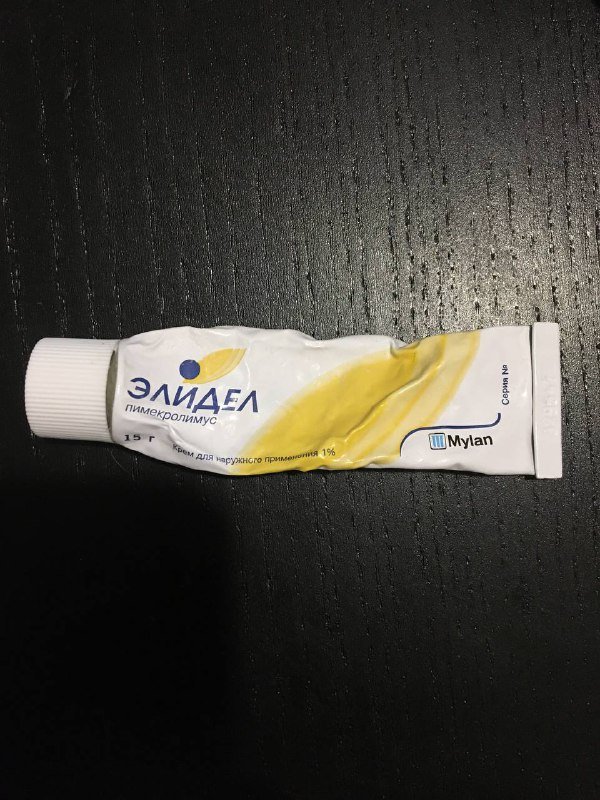 ЭЛИДЕЛ
пимекролимус
15 г
Крем для наружного применения 1%
Mylan
Серия №